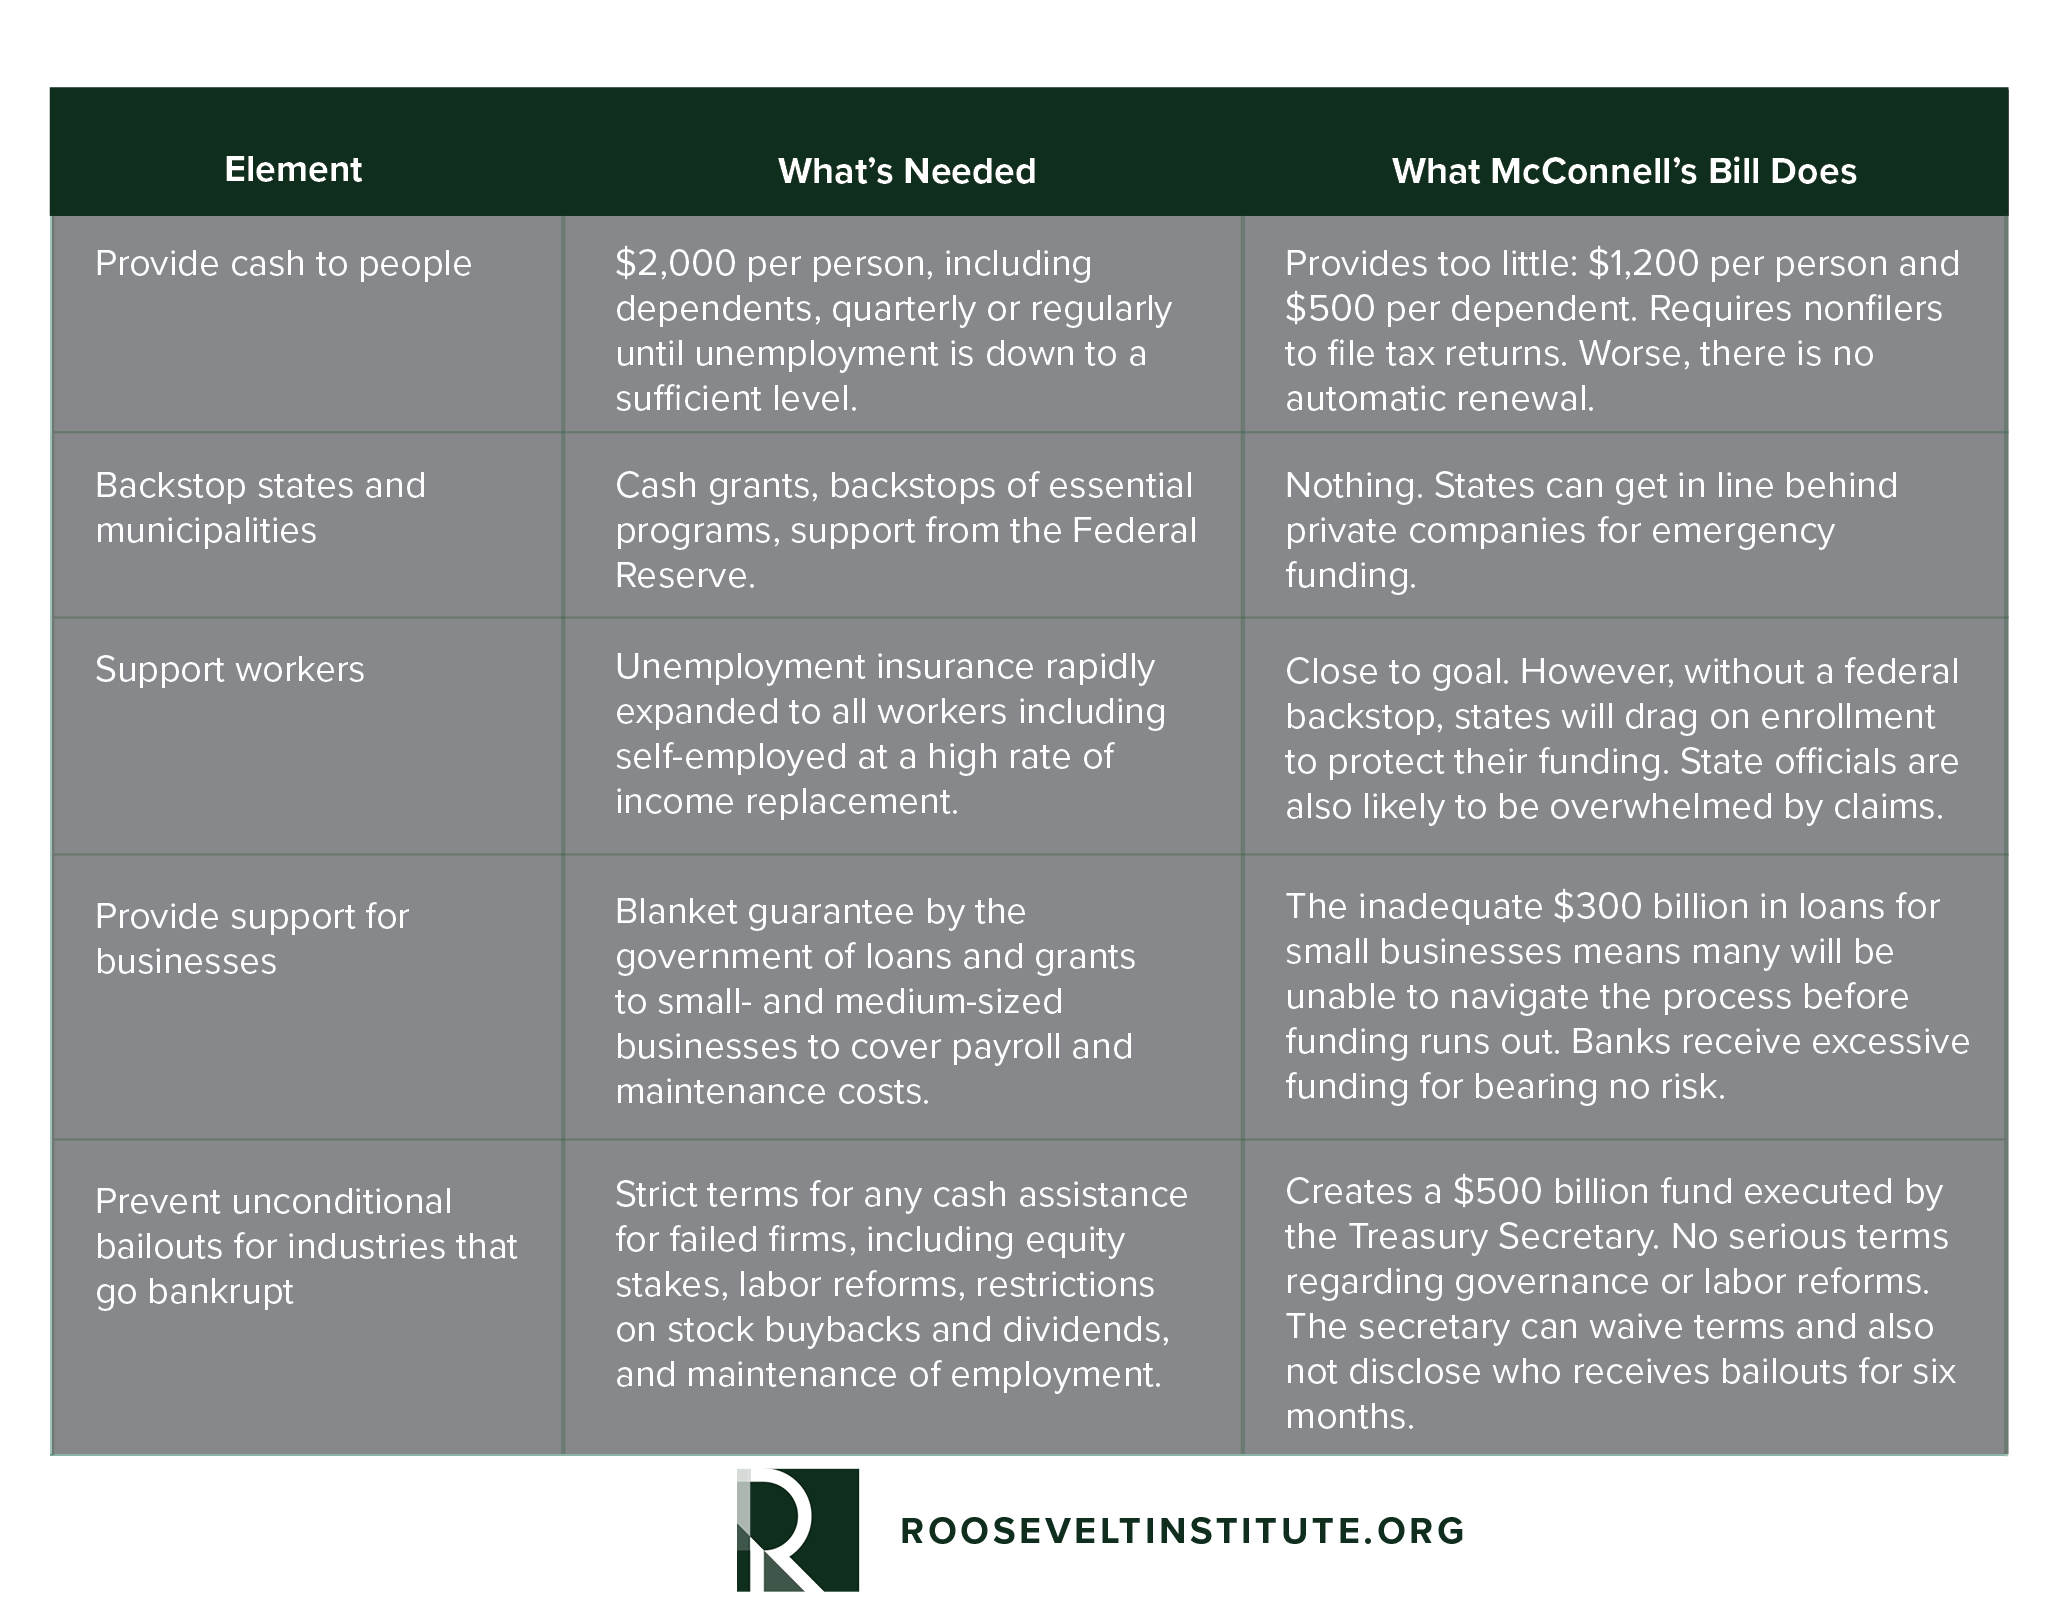 Element
What's Needed
What McConnell's Bill Does
Provide cash to people
$2,000 per person, including
dependents, quarterly or regularly
until unemployment is down to a
sufficient level.
Provides too little: $1,200 per person and
$500 per dependent. Requires nonfilers
to file tax returns. Worse, there is no
automatic renewal.
Backstop states and
municipalities
Cash grants, backstops of essential
programs, support from the Federal
Reserve.
Nothing. States can get in line behind
private companies for emergency
funding.
Support workers
Unemployment insurance rapidly
expanded to all workers including
self-employed at a high rate of
income replacement.
Close to goal. However, without a federal
backstop, states will drag on enrollment
to protect their funding. State officials are
also likely to be overwhelmed by claims.
Provide support for
businesses
Blanket guarantee by the
government of loans and grants
to small- and medium-sized
businesses to cover payroll and
maintenance costs.
The inadequate $300 billion in loans for
small businesses means many will be
unable to navigate the process before
funding runs out. Banks receive excessive
funding for bearing no risk.
Prevent unconditional
bailouts for industries that
go bankrupt
Strict terms for any cash assistance
for failed firms, including equity
stakes, labor reforms, restrictions
on stock buybacks and dividends,
and maintenance of employment.
Creates a $500 billion fund executed by
the Treasury Secretary. No serious terms
regarding governance or labor reforms.
The secretary can waive terms and also
not disclose who receives bailouts for six
months.
R
ROOSEVELTINSTITUTE.ORG